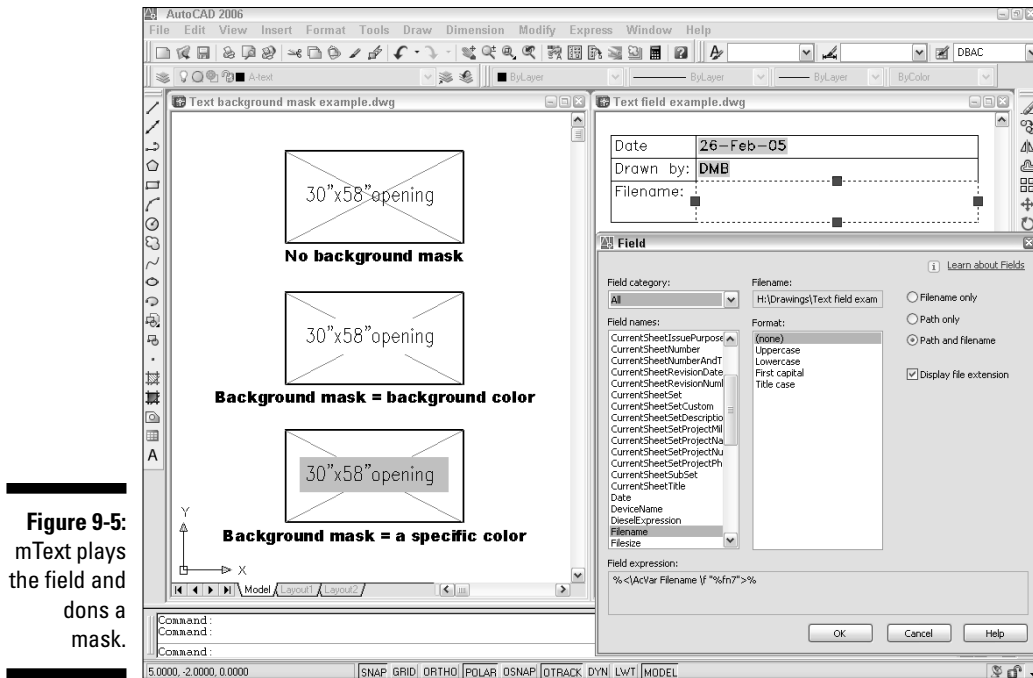 AutoCAD 2006
File Edit View Insert Format Tools Draw Dimension Modify Express Window Help
DBAC
A-text
ByLayer
ByLayer
ByLayer
ByColor
Text background mask example.dwg
30"x58"opening
No background mask
30"x58"opening
Background mask = background color
30"x58"opening
Background mask = a specific color
Y
X
Model
Layout1
Layout2
Text field example.dwg
Date 26-Feb-05
Drawn by: DMB
Filename:
Field
Learn about Fields
Field category:
All
Field names:
CurrentSheetIssuePurpose
CurrentSheetNumber
CurrentSheetNumberAndT
CurrentSheetRevisionDate
CurrentSheetRevisionNuml
CurrentSheetSet
CurrentSheetSetCustom
CurrentSheetSetDescriptio
CurrentSheetSetProjectMil
CurrentSheetSetProjectNa
CurrentSheetSetProjectNu
CurrentSheetSetProjectPh
CurrentSheetSubSet
CurrentSheetTitle
Date
DeviceName
DieselExpression
Filename
Filesize
Filename:
H:\Drawings\Text field exam
Format:
(none)
Uppercase
Lowercase
First capital
Title case
Filename only
Path only
Path and filename
Display file extension
Field expression:
%<\AcVar Filename \f "%fn7">%
OK
Cancel
Help
Command:
Command:
Command:
5.0000, -2.0000, 0.0000
SNAP GRID ORTHO POLAR OSNAP OTRACK DYN LWT MODEL
Figure 9-5:
mText plays
the field and
dons a
mask.